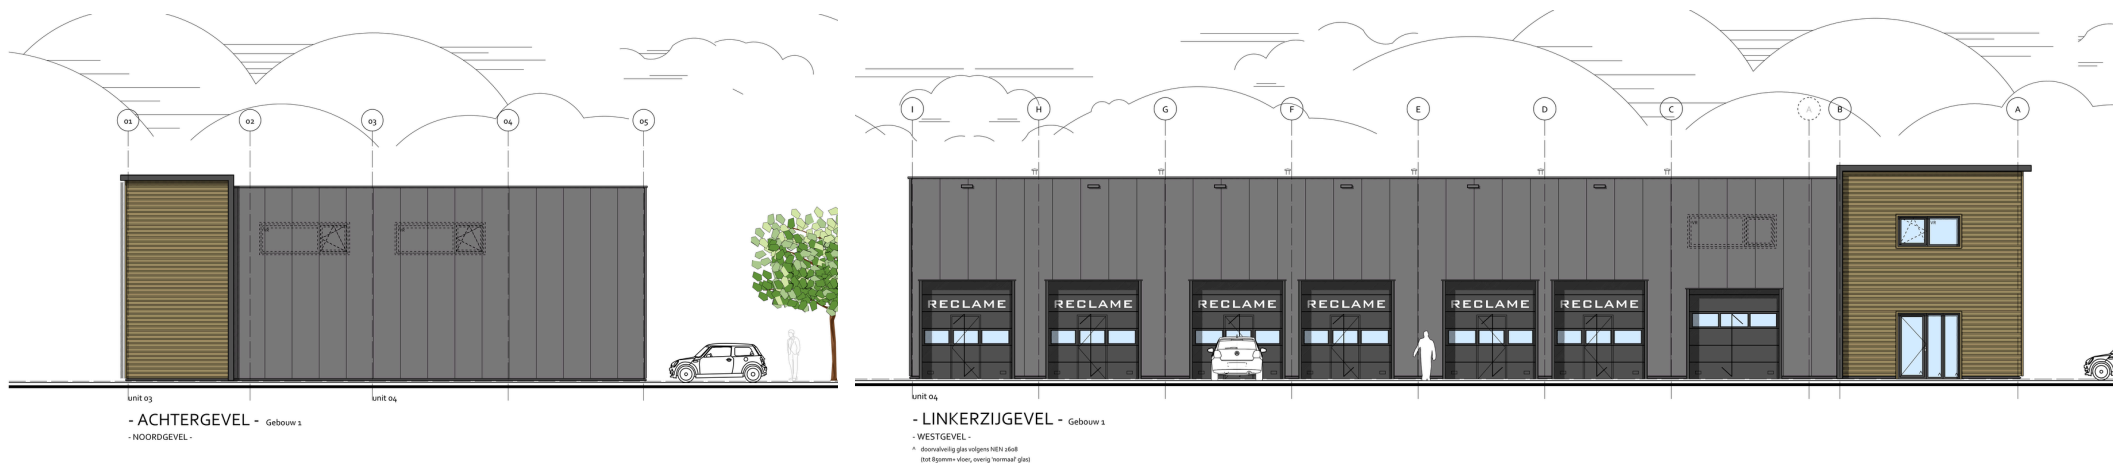 01 02 03 04 05
unit 03 unit 04
- ACHTERGEVEL - Gebouw 1
- NOORDGEVEL -
I H G F E D C A B A
RECLAME RECLAME RECLAME RECLAME RECLAME RECLAME
unit 04
- LINKERZIJGEVEL - Gebouw 1
- WESTGEVEL -
^ doorvalveilig glas volgens NEN 2608
(tot 850mm+ vloer, overig 'normaal' glas)